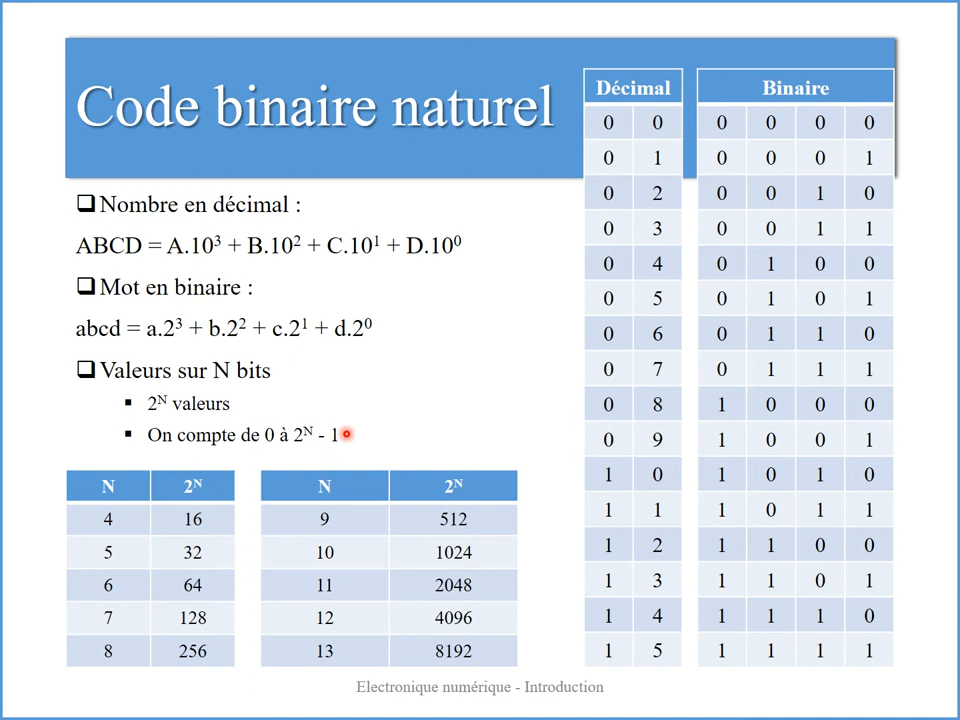 Code binaire naturel
❑Nombre en décimal :
ABCD = A.10³ + B.10² + C.10¹ + D.10⁰
❑Mot en binaire :
abcd = a.2³ + b.2² + c.2¹ + d.2⁰
❑Valeurs sur N bits
▪ 2ᴺ valeurs
▪ On compte de 0 à 2ᴺ - 1
N 2ᴺ
4 16
5 32
6 64
7 128
8 256
N 2ᴺ
9 512
10 1024
11 2048
12 4096
13 8192
Décimal Binaire
0 0 0 0 0 0
0 1 0 0 0 1
0 2 0 0 1 0
0 3 0 0 1 1
0 4 0 1 0 0
0 5 0 1 0 1
0 6 0 1 1 0
0 7 0 1 1 1
0 8 1 0 0 0
0 9 1 0 0 1
1 0 1 0 1 0
1 1 1 0 1 1
1 2 1 1 0 0
1 3 1 1 0 1
1 4 1 1 1 0
1 5 1 1 1 1
Electronique numérique - Introduction